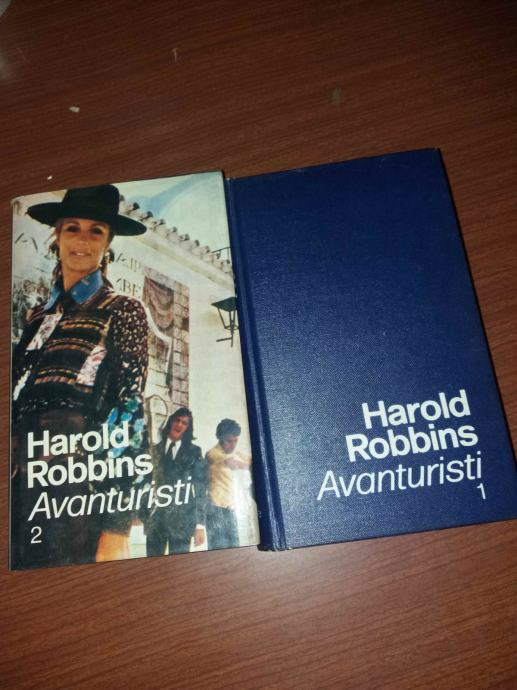 Harold
Robbins
Avanturisti
2
Harold
Robbins
Avanturisti
1